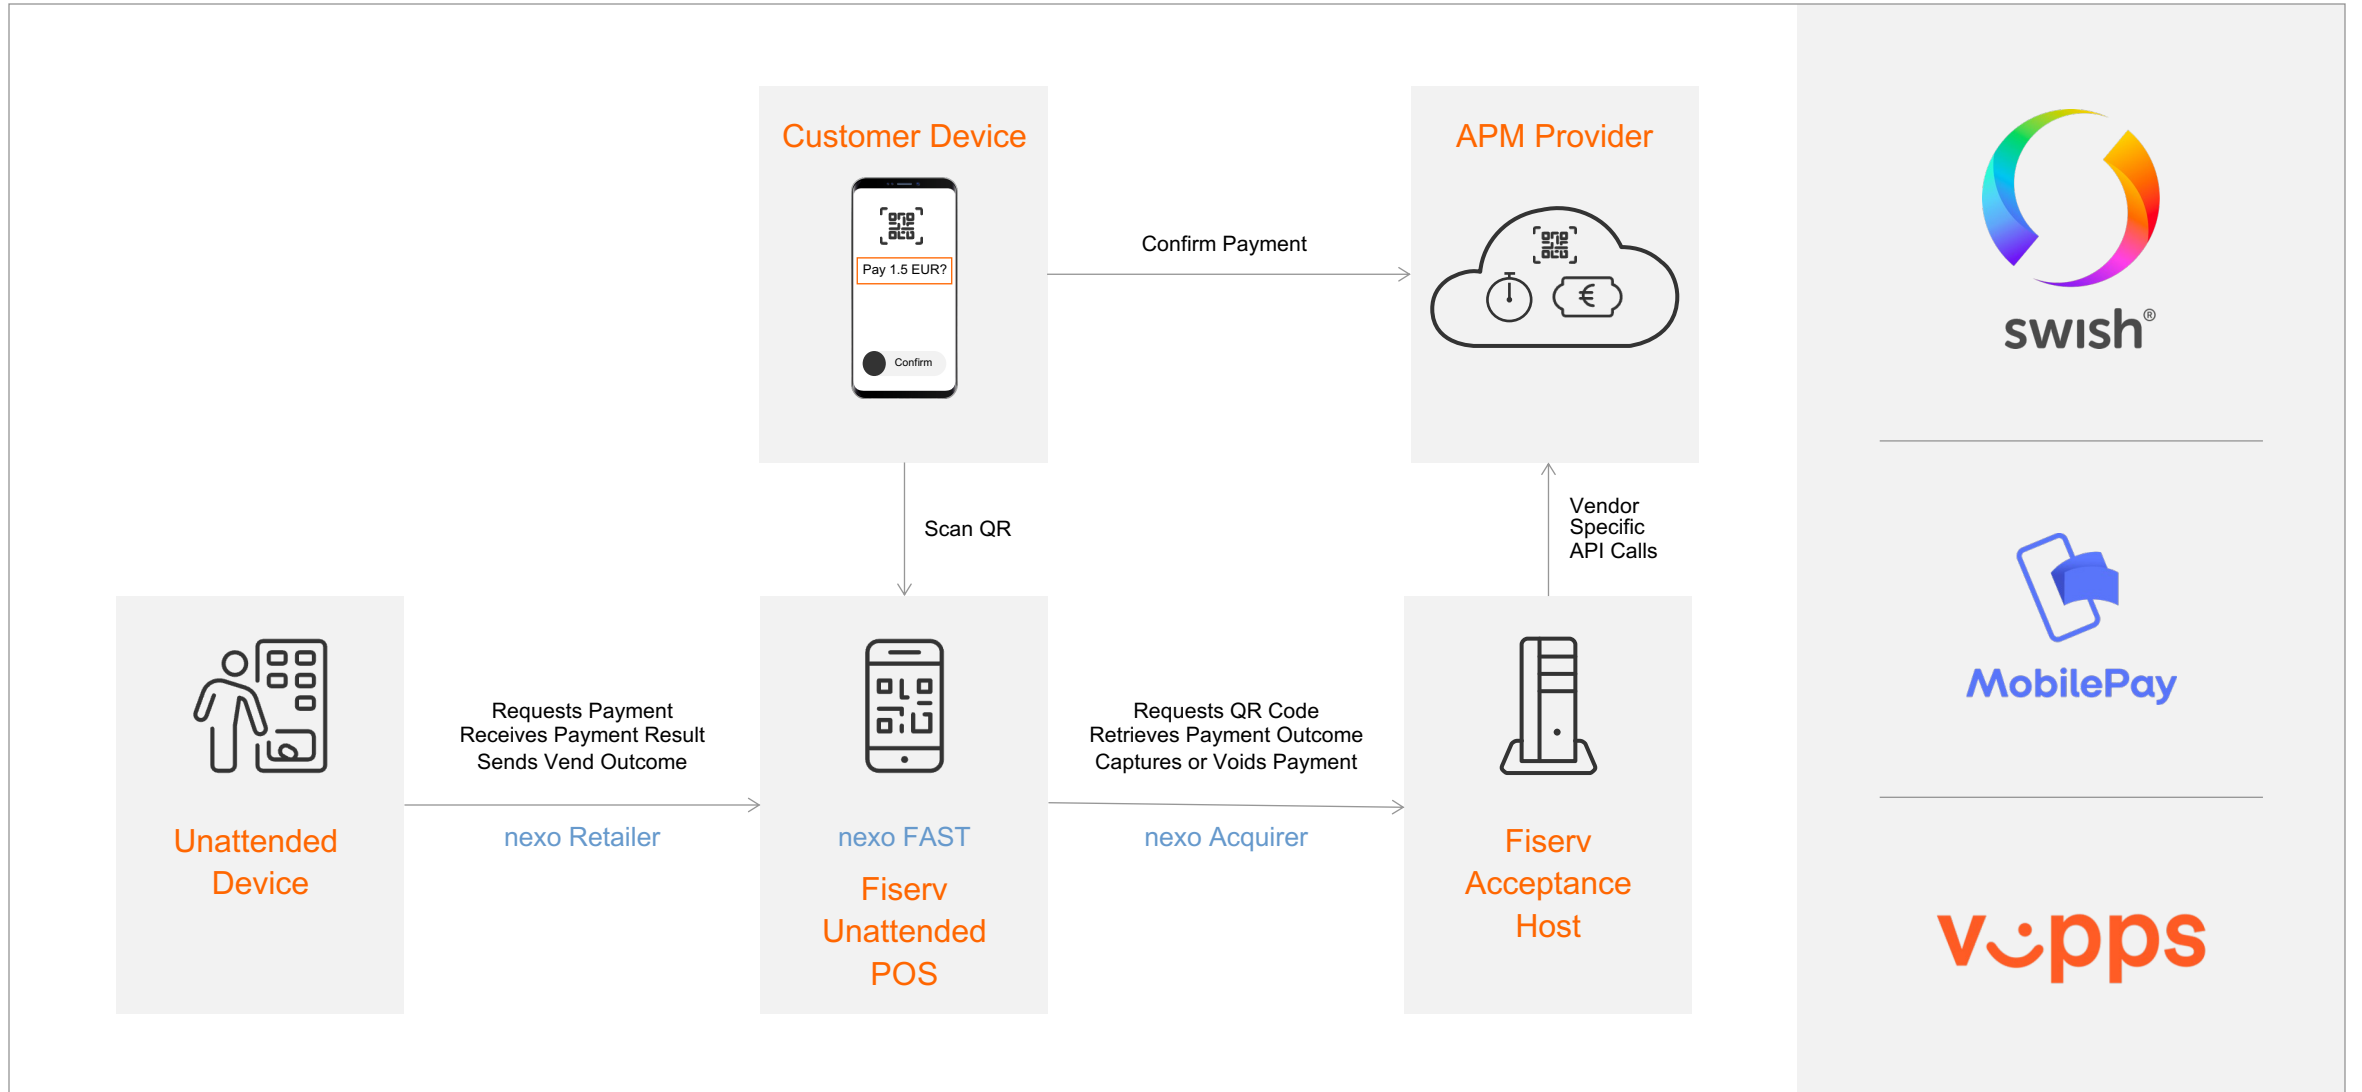 Customer Device
Pay 1.5 EUR?
Confirm
Confirm Payment
APM Provider
€
swish®
Scan QR
Vendor
Specific
API Calls
MobilePay
Unattended
Device
Requests Payment
Receives Payment Result
Sends Vend Outcome
nexo Retailer
nexo FAST
Fiserv
Unattended
POS
Requests QR Code
Retrieves Payment Outcome
Captures or Voids Payment
nexo Acquirer
Fiserv
Acceptance
Host
vipps